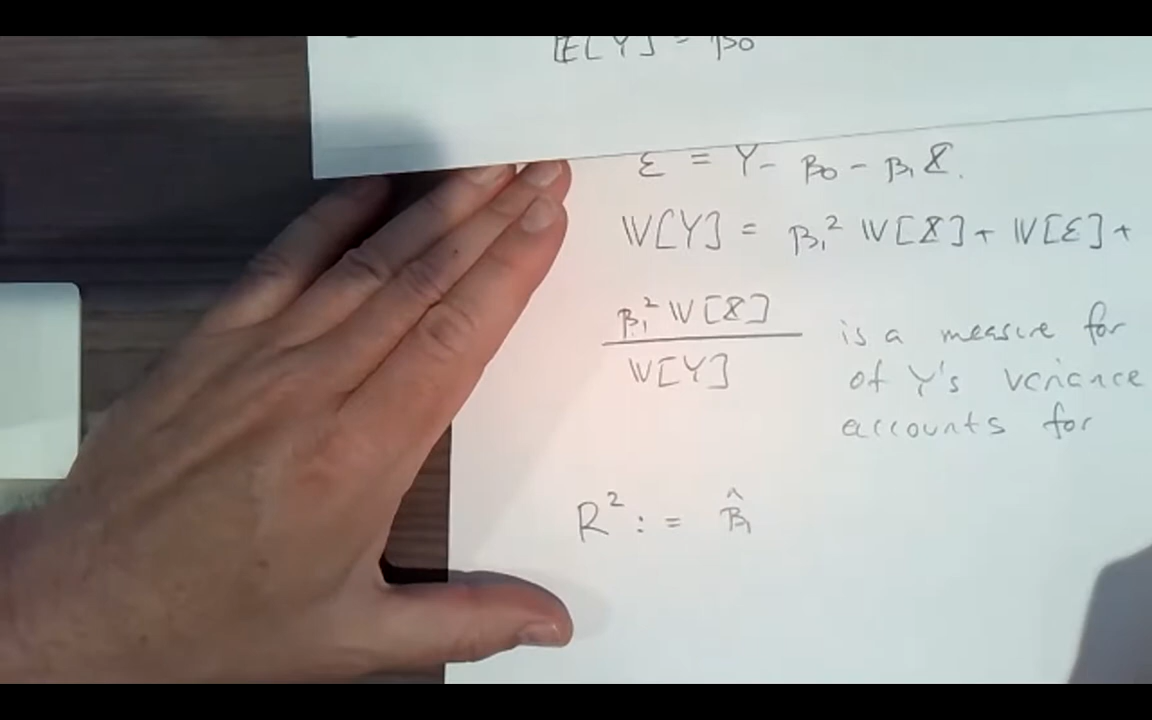 E[Y] = β0
ε = Y - β0 - β1 X.
V[Y] = β1² V[X] + V[ε] +
β1² V[X]
V[Y]
is a measure for
of Y's variance
accounts for
R² := β̂1